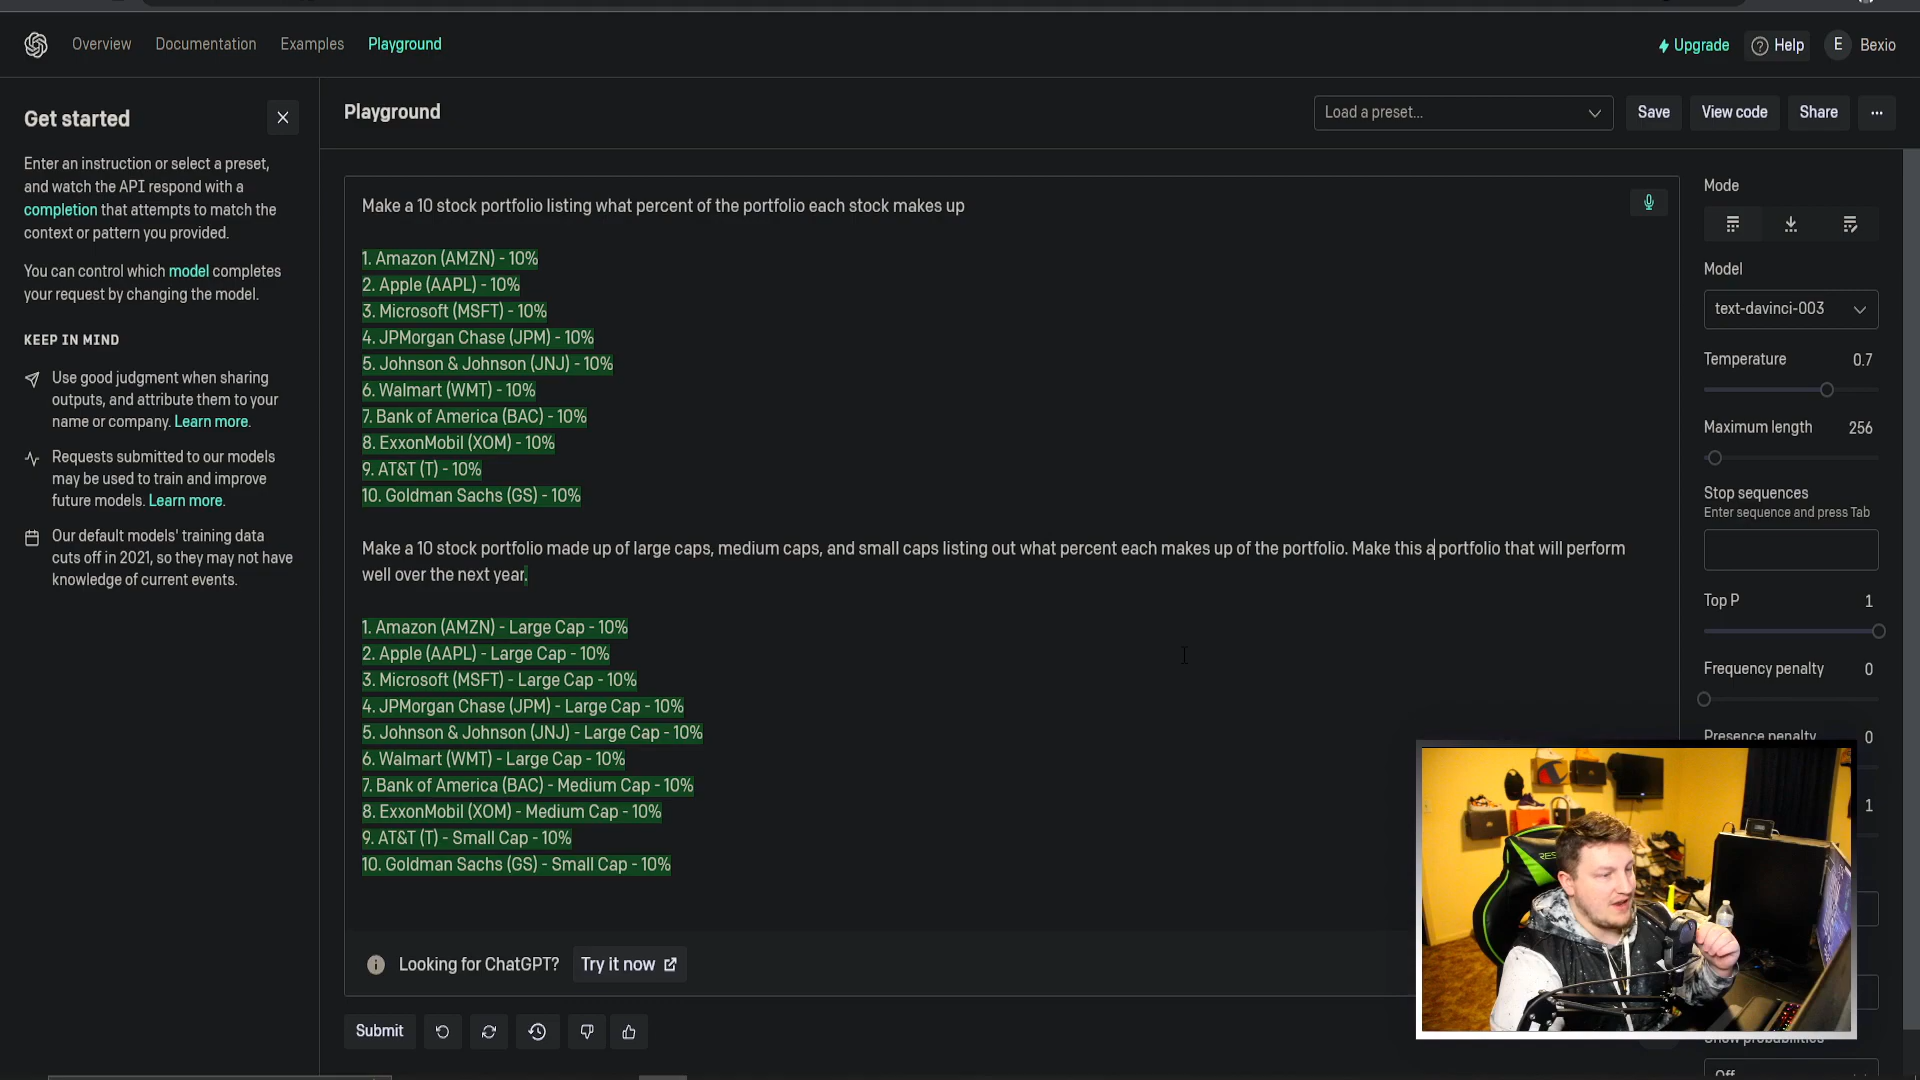 Overview
Documentation
Examples
Playground
Upgrade
Help
E
Bexio
Get started
Enter an instruction or select a preset,
and watch the API respond with a
completion that attempts to match the
context or pattern you provided.
You can control which model completes
your request by changing the model.
KEEP IN MIND
Use good judgment when sharing
outputs, and attribute them to your
name or company. Learn more.
Requests submitted to our models
may be used to train and improve
future models. Learn more.
Our default models' training data
cuts off in 2021, so they may not have
knowledge of current events.
Playground
Load a preset...
Save
View code
Share
Make a 10 stock portfolio listing what percent of the portfolio each stock makes up
1. Amazon (AMZN) - 10%
2. Apple (AAPL) - 10%
3. Microsoft (MSFT) - 10%
4. JPMorgan Chase (JPM) - 10%
5. Johnson & Johnson (JNJ) - 10%
6. Walmart (WMT) - 10%
7. Bank of America (BAC) - 10%
8. ExxonMobil (XOM) - 10%
9. AT&T (T) - 10%
10. Goldman Sachs (GS) - 10%
Make a 10 stock portfolio made up of large caps, medium caps, and small caps listing out what percent each makes up of the portfolio. Make this a portfolio that will perform
well over the next year.
1. Amazon (AMZN) - Large Cap - 10%
2. Apple (AAPL) - Large Cap - 10%
3. Microsoft (MSFT) - Large Cap - 10%
4. JPMorgan Chase (JPM) - Large Cap - 10%
5. Johnson & Johnson (JNJ) - Large Cap - 10%
6. Walmart (WMT) - Large Cap - 10%
7. Bank of America (BAC) - Medium Cap - 10%
8. ExxonMobil (XOM) - Medium Cap - 10%
9. AT&T (T) - Small Cap - 10%
10. Goldman Sachs (GS) - Small Cap - 10%
Looking for ChatGPT?
Try it now
Submit
Mode
Model
text-davinci-003
Temperature 0.7
Maximum length 256
Stop sequences
Enter sequence and press Tab
Top P 1
Frequency penalty 0
Presence penalty 0
1
Show probabilities
Off